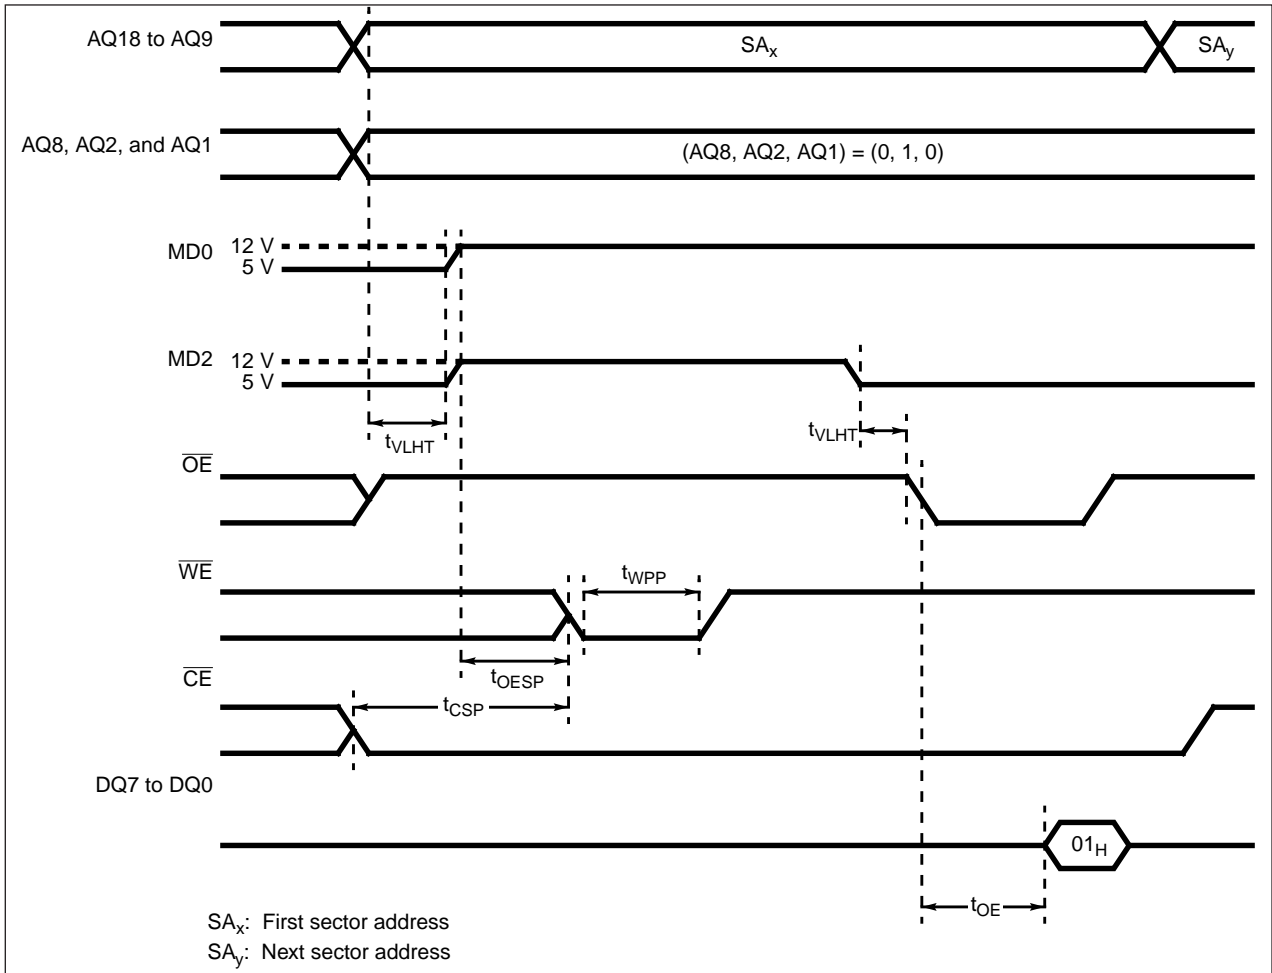 AQ18 to AQ9
SAx
SAy
AQ8, AQ2, and AQ1
(AQ8, AQ2, AQ1) = (0, 1, 0)
MD0
12 V
5 V
MD2
12 V
5 V
tVLHT
tVLHT
OE
WE
tWPP
tOESP
CE
tCSP
DQ7 to DQ0
01H
tOE
SAx: First sector address
SAy: Next sector address